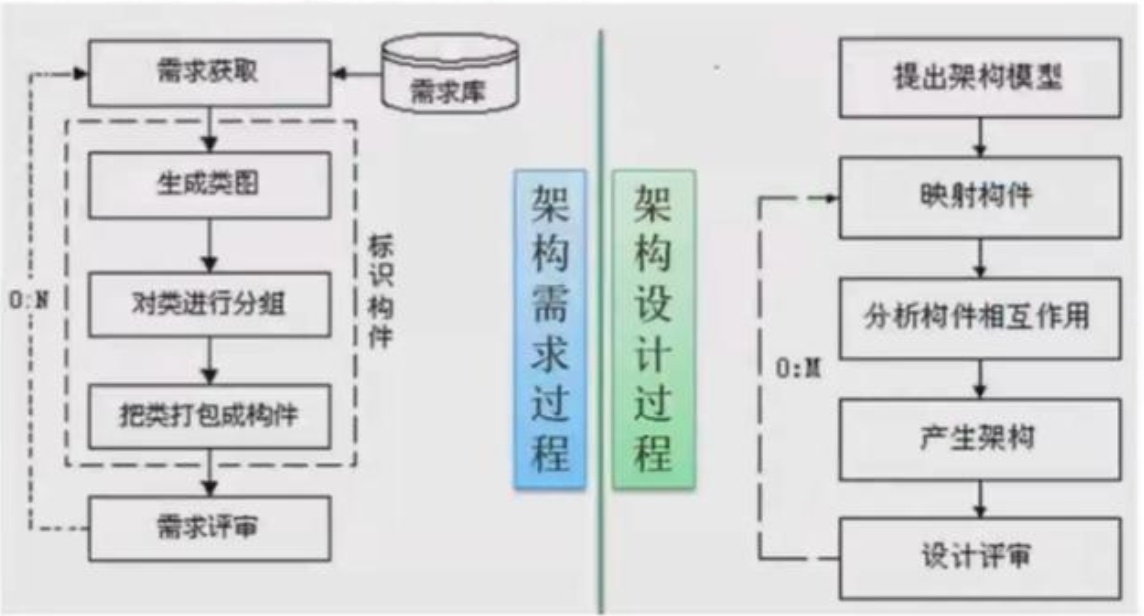 需求获取
需求库
生成类图
对类进行分组
把类打包成构件
标识构件
0:N
需求评审
架构需求过程
架构设计过程
提出架构模型
映射构件
分析构件相互作用
0:M
产生架构
设计评审